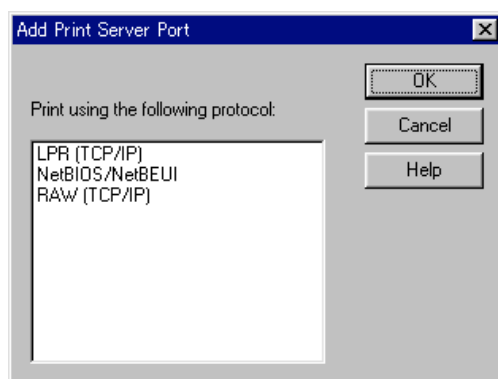 Add Print Server Port
OK
Print using the following protocol:
Cancel
LPR (TCP/IP)
NetBIOS/NetBEUI
RAW (TCP/IP)
Help